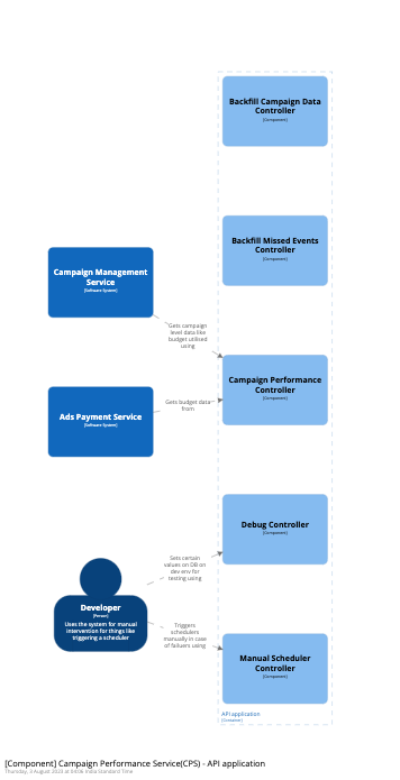 Backfill Campaign Data
Controller
[Component]
Backfill Missed Events
Controller
[Component]
Campaign Management
Service
[Software System]
Gets campaign
level data like
budget utilised
using
Campaign Performance
Controller
[Component]
Ads Payment Service
[Software System]
Gets budget data
from
Debug Controller
[Component]
Sets certain
values on DB on
dev env for
testing using
Developer
[Person]
Uses the system for manual
intervention for things like
triggering a scheduler
Triggers
schedulers
manually in case
of failuers using
Manual Scheduler
Controller
[Component]
API application
[Container]
[Component] Campaign Performance Service(CPS) - API application
Thursday, 3 August 2023 at 04:06 India Standard Time